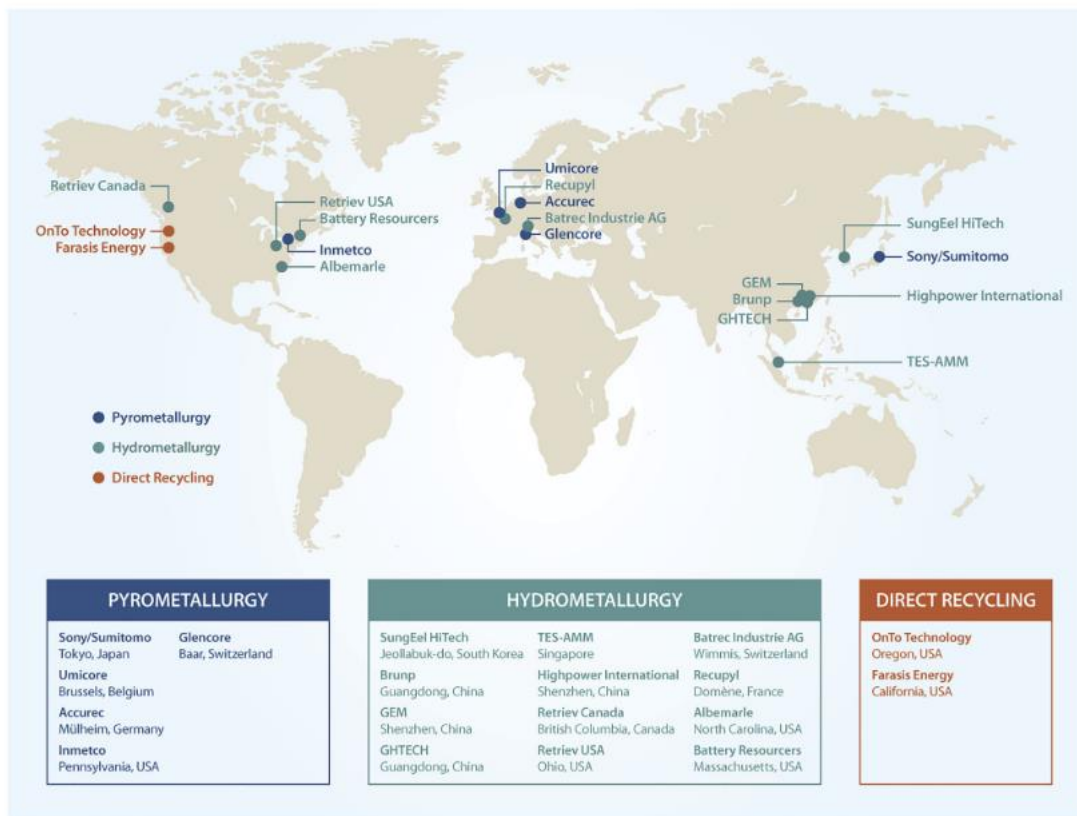 Retriev Canada
OnTo Technology
Farasis Energy
Retriev USA
Battery Resourcers
Inmetco
Albemarle
Umicore
Recupyl
Accurec
Batrec Industrie AG
Glencore
SungEel HiTech
Sony/Sumitomo
GEM
Brunp
GHTECH
Highpower International
TES-AMM
Pyrometallurgy
Hydrometallurgy
Direct Recycling
PYROMETALLURGY
Sony/Sumitomo
Tokyo, Japan
Umicore
Brussels, Belgium
Accurec
Mülheim, Germany
Inmetco
Pennsylvania, USA
Glencore
Baar, Switzerland
HYDROMETALLURGY
SungEel HiTech
Jeollabuk-do, South Korea
Brunp
Guangdong, China
GEM
Shenzhen, China
GHTECH
Guangdong, China
TES-AMM
Singapore
Highpower International
Shenzhen, China
Retriev Canada
British Columbia, Canada
Retriev USA
Ohio, USA
Batrec Industrie AG
Wimmis, Switzerland
Recupyl
Domène, France
Albemarle
North Carolina, USA
Battery Resourcers
Massachusetts, USA
DIRECT RECYCLING
OnTo Technology
Oregon, USA
Farasis Energy
California, USA